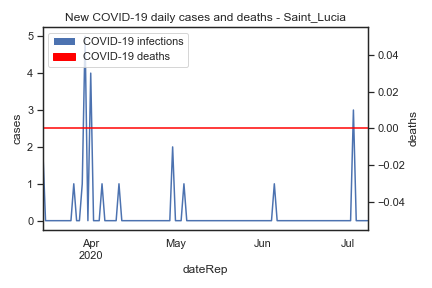 New COVID-19 daily cases and deaths - Saint_Lucia
COVID-19 infections
COVID-19 deaths
5
4
3
2
1
0
cases
0.04
0.02
0.00
−0.02
−0.04
deaths
Apr
2020
May
Jun
Jul
dateRep